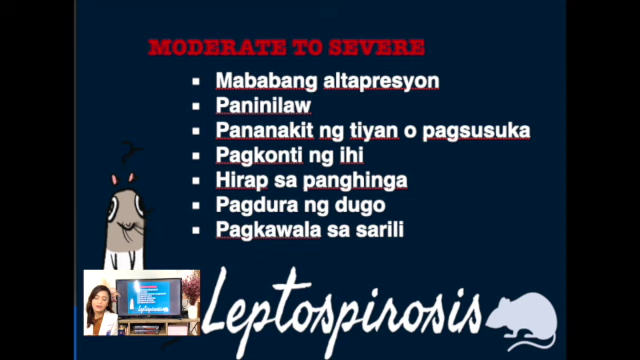 MODERATE TO SEVERE
Mababang altapresyon
Paninilaw
Pananakit ng tiyan o pagsusuka
Pagkonti ng ihi
Hirap sa panghinga
Pagdura ng dugo
Pagkawala sa sarili
Leptospirosis